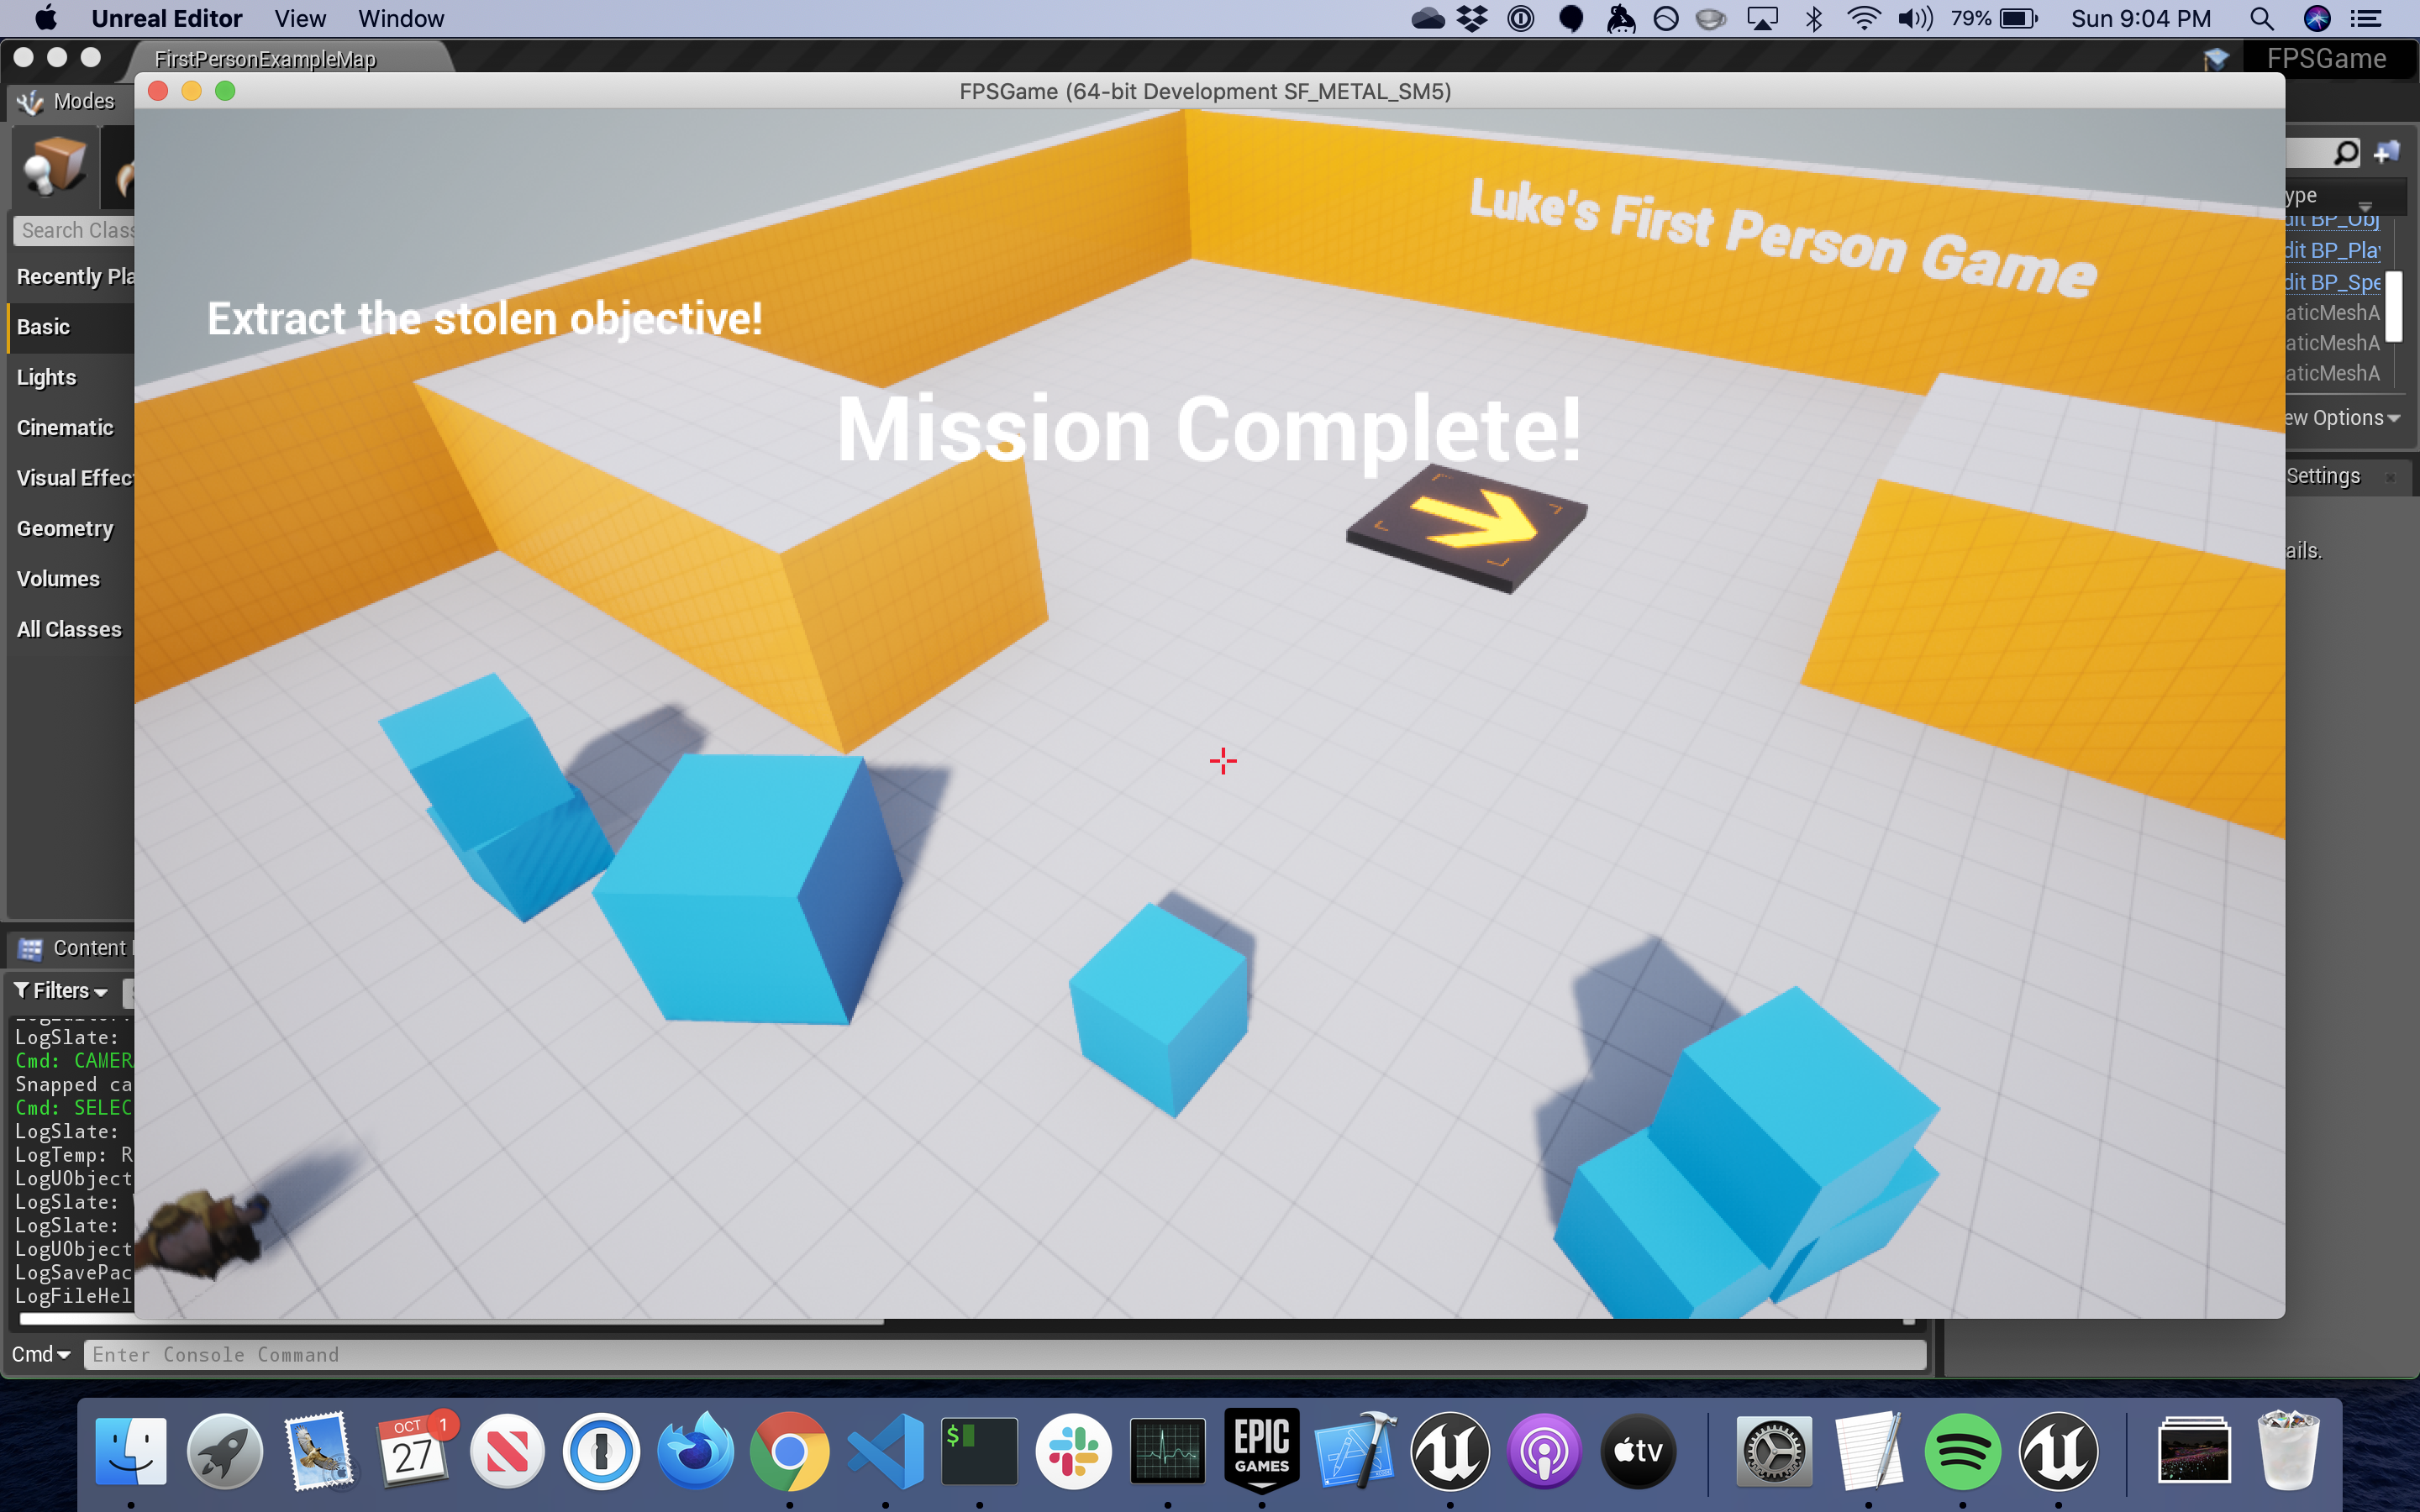 Unreal Editor View Window 79% Sun 9:04 PM
FirstPersonExampleMap FPSGame
Modes
FPSGame (64-bit Development SF_METAL_SM5)
Search Clas
ype
dit BP_Obj
dit BP_Pla
dit BP_Spe
aticMeshA
aticMeshA
aticMeshA
ew Options
Settings
ails.
Recently Pla
Basic
Lights
Cinematic
Visual Effec
Geometry
Volumes
All Classes
Luke's First Person Game
Extract the stolen objective!
Mission Complete!
Content
Filters
LogSlate:
Cmd: CAMER
Snapped ca
Cmd: SELEC
LogSlate:
LogTemp: R
LogUObject
LogSlate:
LogSlate:
LogUObject
LogSavePac
LogFileHel
Cmd Enter Console Command
OCT 1
27
$
EPIC
GAMES
tv